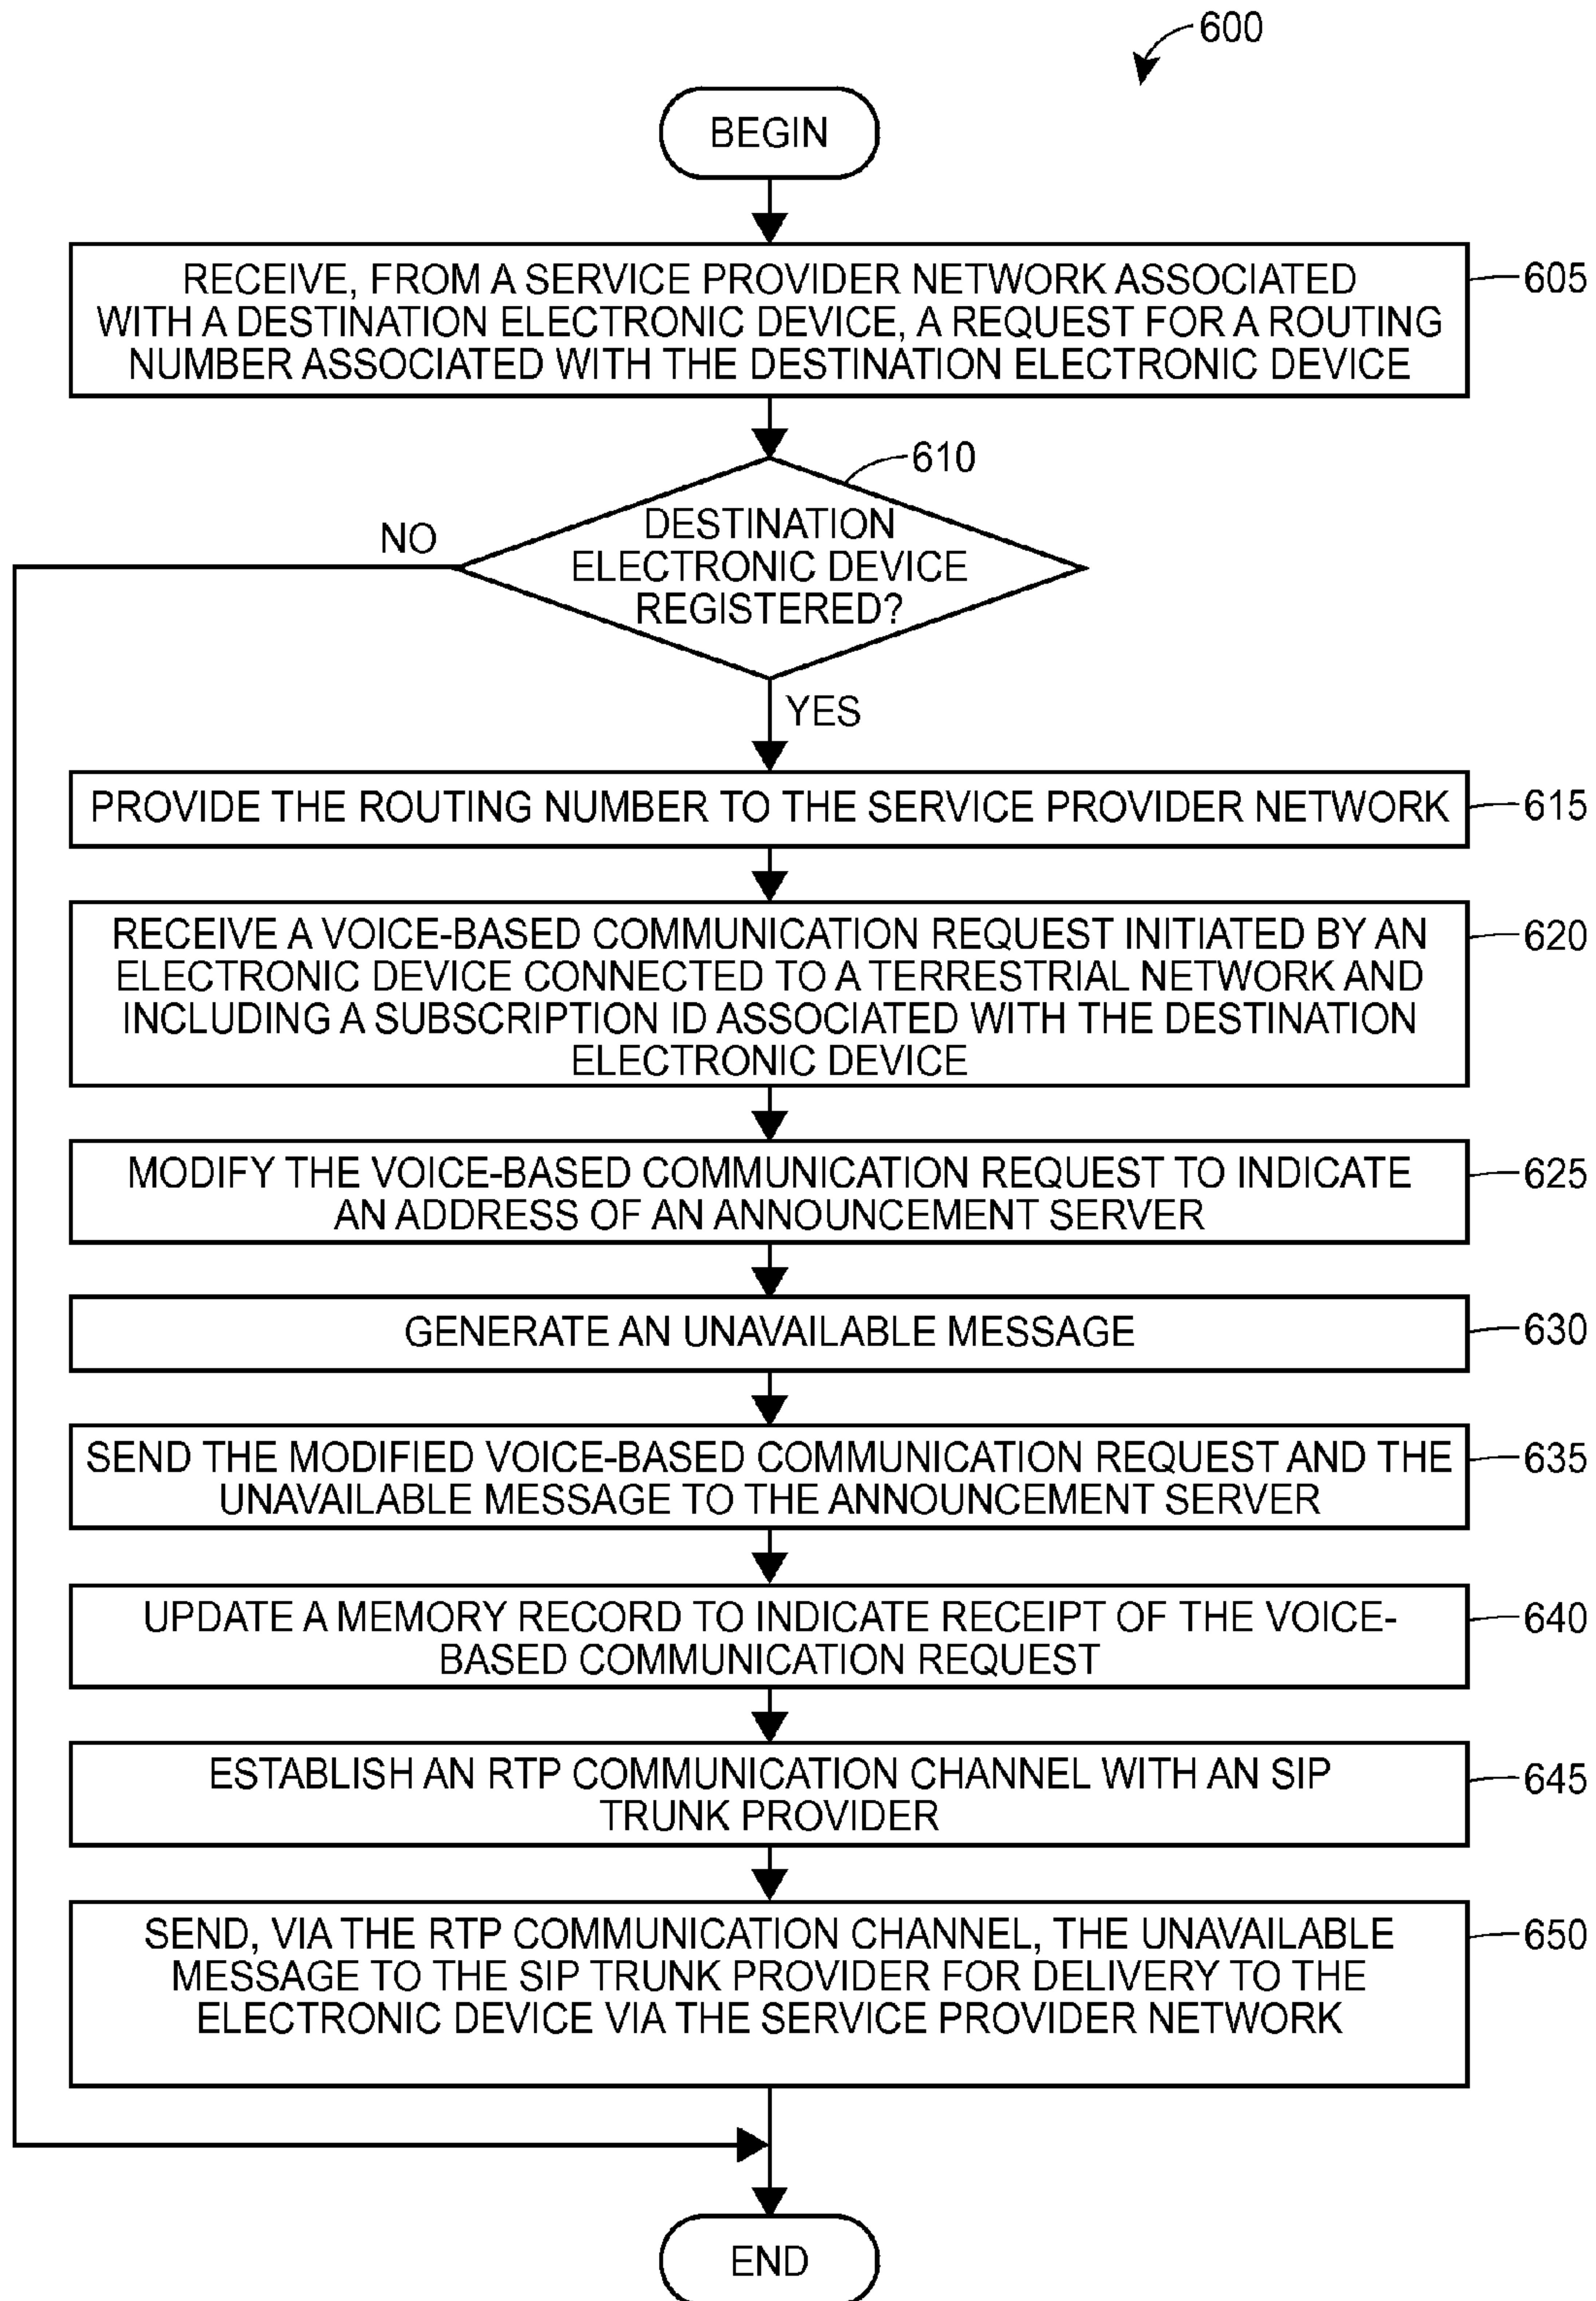 600
BEGIN
RECEIVE, FROM A SERVICE PROVIDER NETWORK ASSOCIATED
WITH A DESTINATION ELECTRONIC DEVICE, A REQUEST FOR A ROUTING
NUMBER ASSOCIATED WITH THE DESTINATION ELECTRONIC DEVICE
605
610
DESTINATION
ELECTRONIC DEVICE
REGISTERED?
NO
YES
PROVIDE THE ROUTING NUMBER TO THE SERVICE PROVIDER NETWORK
615
RECEIVE A VOICE-BASED COMMUNICATION REQUEST INITIATED BY AN
ELECTRONIC DEVICE CONNECTED TO A TERRESTRIAL NETWORK AND
INCLUDING A SUBSCRIPTION ID ASSOCIATED WITH THE DESTINATION
ELECTRONIC DEVICE
620
MODIFY THE VOICE-BASED COMMUNICATION REQUEST TO INDICATE
AN ADDRESS OF AN ANNOUNCEMENT SERVER
625
GENERATE AN UNAVAILABLE MESSAGE
630
SEND THE MODIFIED VOICE-BASED COMMUNICATION REQUEST AND THE
UNAVAILABLE MESSAGE TO THE ANNOUNCEMENT SERVER
635
UPDATE A MEMORY RECORD TO INDICATE RECEIPT OF THE VOICE-
BASED COMMUNICATION REQUEST
640
ESTABLISH AN RTP COMMUNICATION CHANNEL WITH AN SIP
TRUNK PROVIDER
645
SEND, VIA THE RTP COMMUNICATION CHANNEL, THE UNAVAILABLE
MESSAGE TO THE SIP TRUNK PROVIDER FOR DELIVERY TO THE
ELECTRONIC DEVICE VIA THE SERVICE PROVIDER NETWORK
650
END